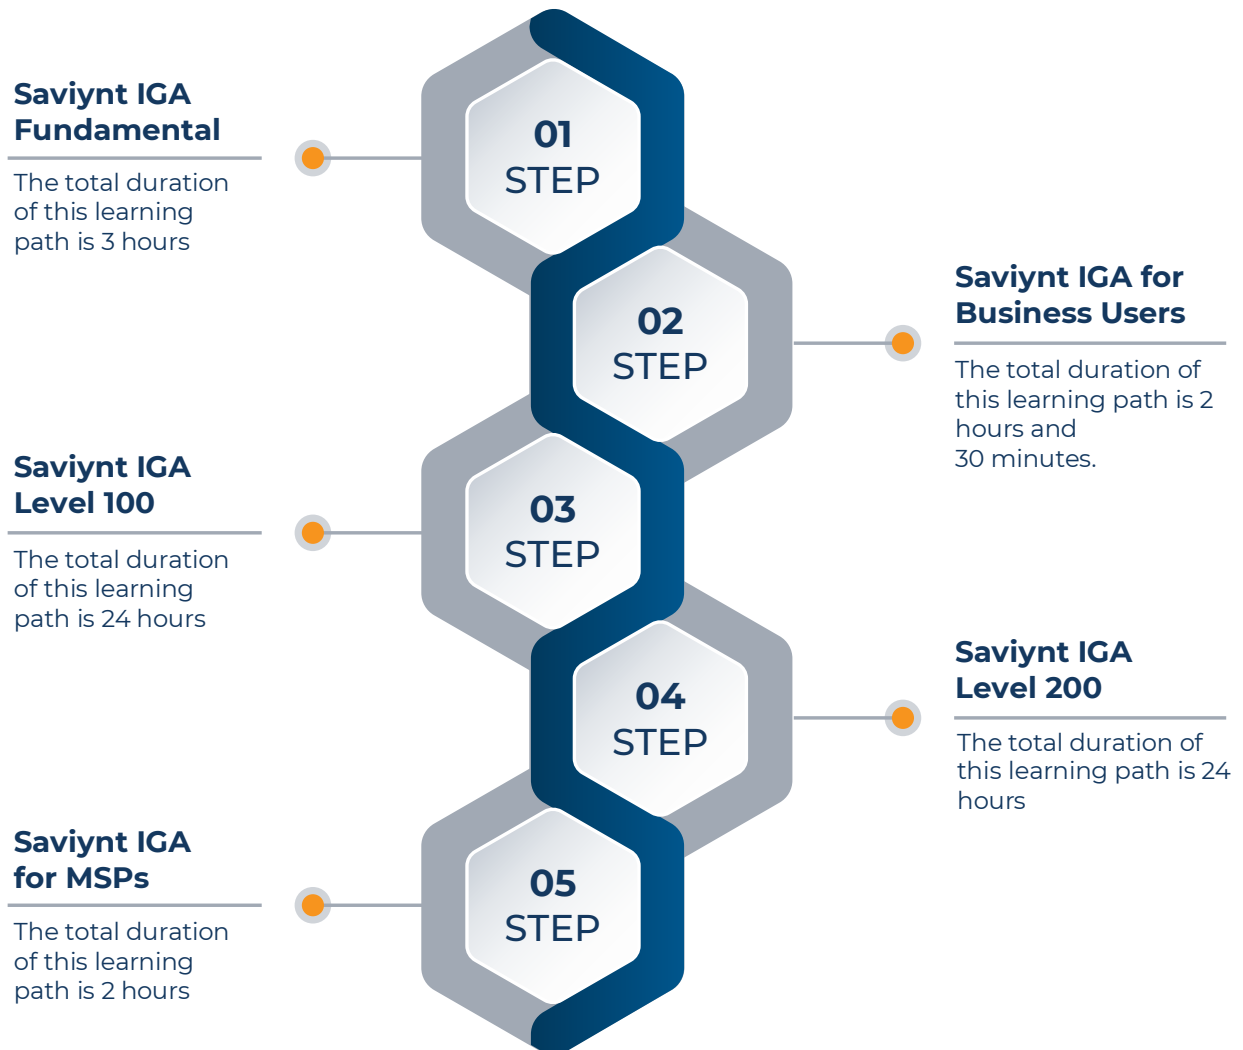 Saviynt IGA
Fundamental
The total duration
of this learning
path is 3 hours
01
STEP
02
STEP
Saviynt IGA for
Business Users
The total duration of
this learning path is 2
hours and
30 minutes.
Saviynt IGA
Level 100
The total duration
of this learning
path is 24 hours
03
STEP
04
STEP
Saviynt IGA
Level 200
The total duration of
this learning path is 24
hours
Saviynt IGA
for MSPs
The total duration
of this learning
path is 2 hours
05
STEP